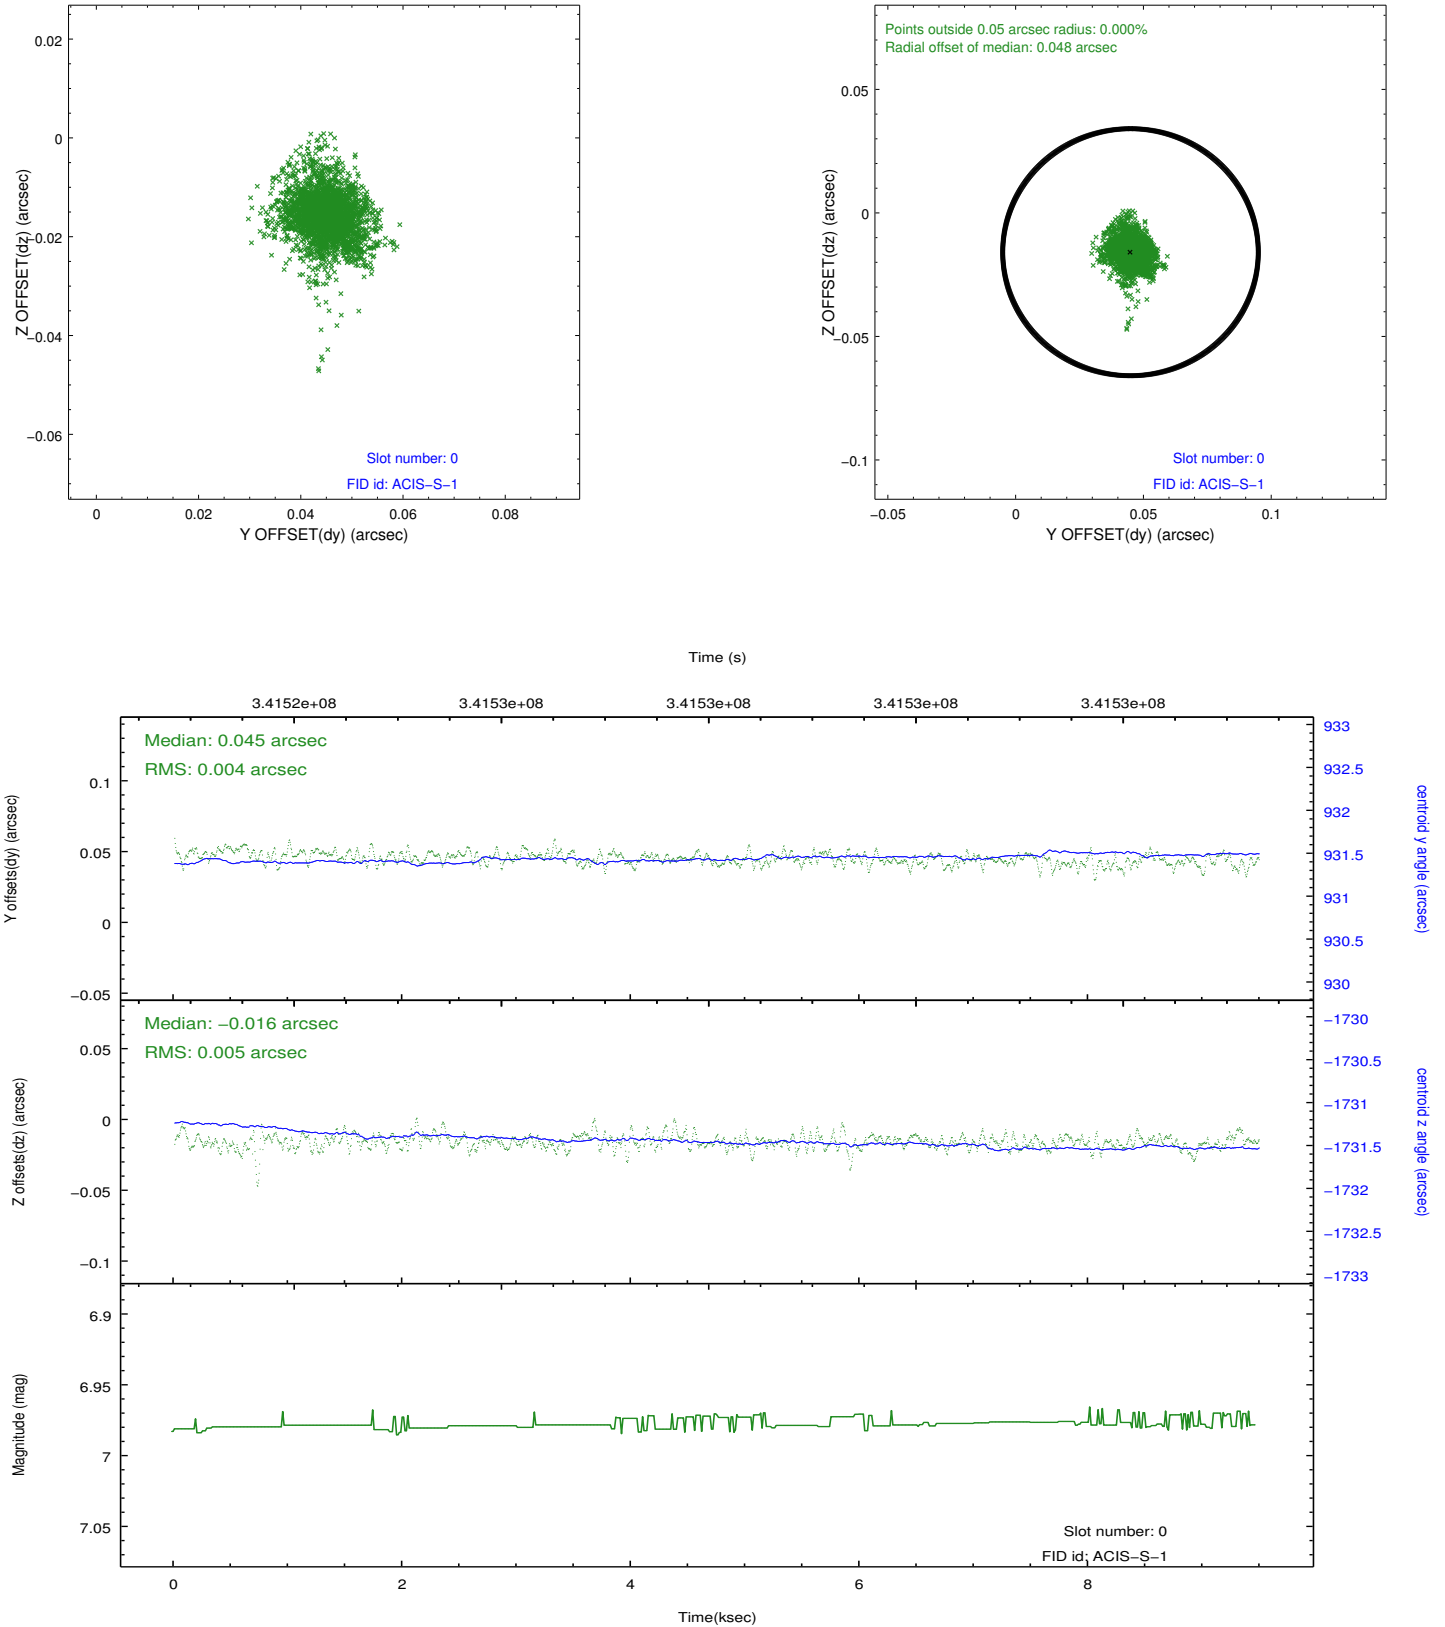 0.02
0
−0.02
−0.04
−0.06
Z OFFSET(dz) (arcsec)
Slot number: 0
FID id: ACIS−S−1
0
0.02
0.04
0.06
0.08
Y OFFSET(dy) (arcsec)
Points outside 0.05 arcsec radius: 0.000%
Radial offset of median: 0.048 arcsec
0.05
0
−0.05
−0.1
Z OFFSET(dz) (arcsec)
Slot number: 0
FID id: ACIS−S−1
−0.05
0
0.05
0.1
Y OFFSET(dy) (arcsec)
Time (s)
3.4152e+08
3.4153e+08
3.4153e+08
3.4153e+08
3.4153e+08
Median: 0.045 arcsec
RMS: 0.004 arcsec
0.1
0.05
0
−0.05
Y offsets(dy) (arcsec)
933
932.5
932
931.5
931
930.5
930
centroid y angle (arcsec)
Median: −0.016 arcsec
RMS: 0.005 arcsec
0.05
0
−0.05
−0.1
Z offsets(dz) (arcsec)
−1730
−1730.5
−1731
−1731.5
−1732
−1732.5
−1733
centroid z angle (arcsec)
6.9
6.95
7
7.05
Magnitude (mag)
Slot number: 0
FID id: ACIS−S−1
0
2
4
6
8
Time(ksec)